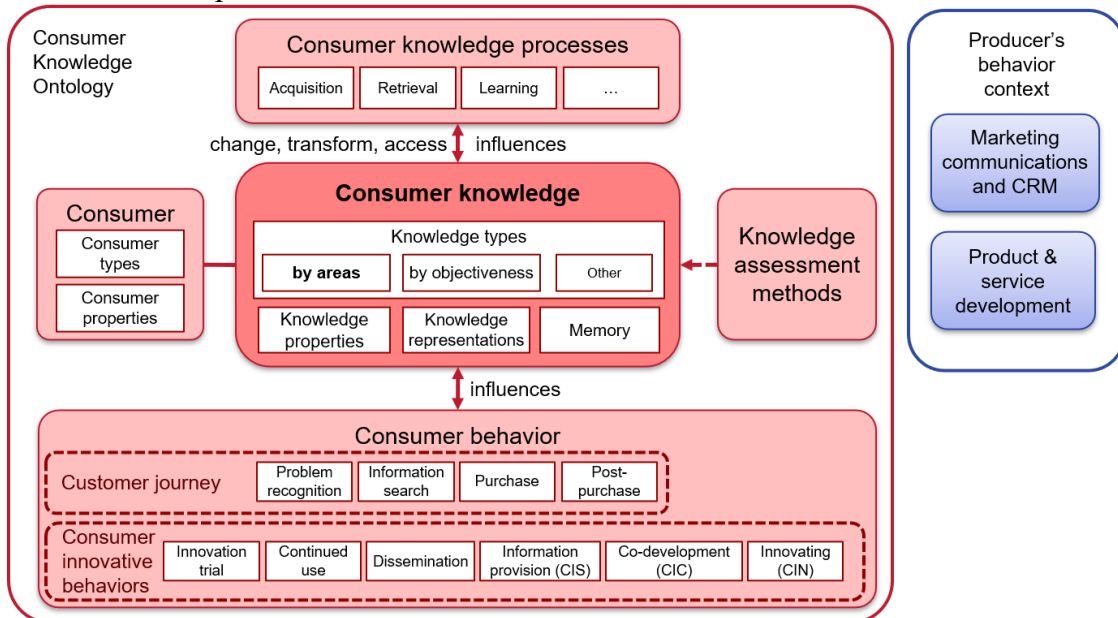 Consumer
Knowledge
Ontology
Consumer knowledge processes
Acquisition
Retrieval
Learning
...
change, transform, access
influences
Consumer
Consumer
types
Consumer
properties
Consumer knowledge
Knowledge types
by areas
by objectiveness
Other
Knowledge
properties
Knowledge
representations
Memory
Knowledge
assessment
methods
influences
Consumer behavior
Customer journey
Problem
recognition
Information
search
Purchase
Post-
purchase
Consumer
innovative
behaviors
Innovation
trial
Continued
use
Dissemination
Information
provision (CIS)
Co-development
(CIC)
Innovating
(CIN)
Producer's
behavior
context
Marketing
communications
and CRM
Product &
service
development